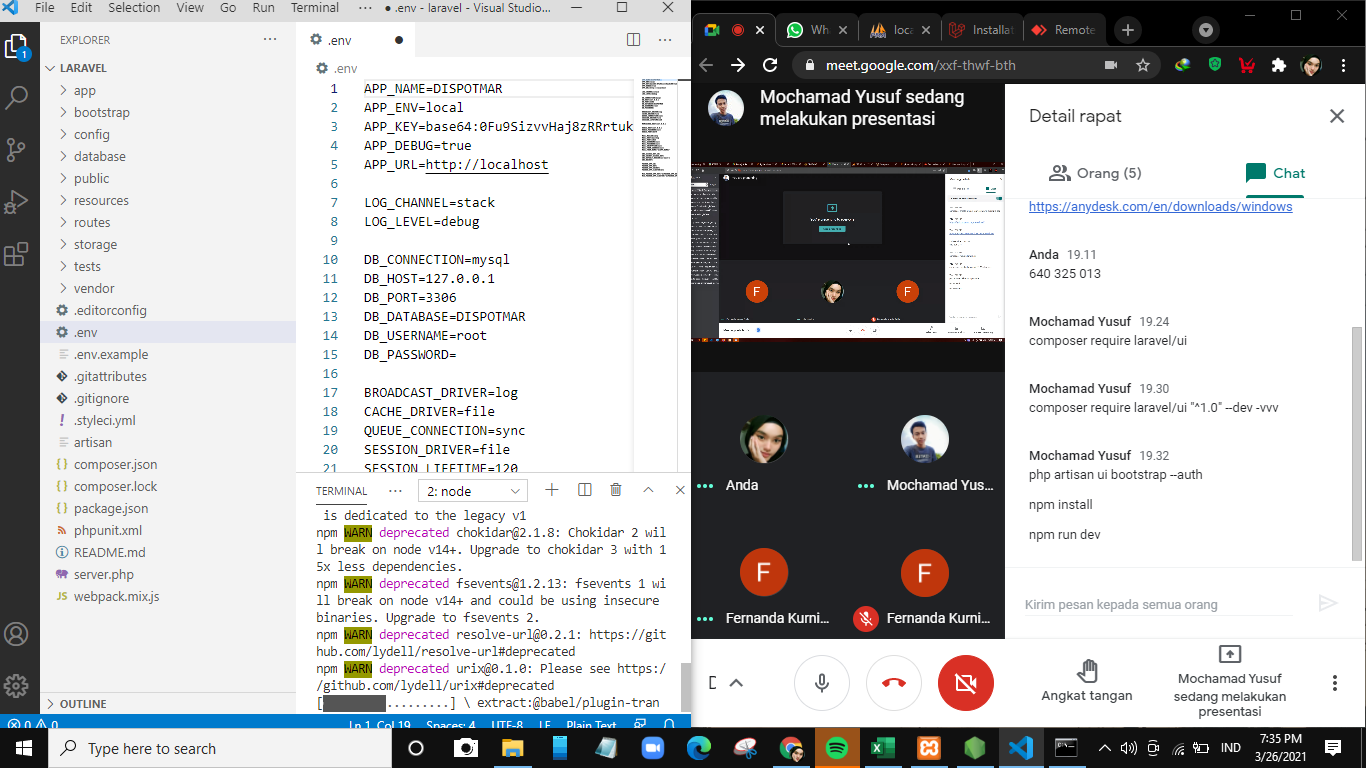 File Edit Selection View Go Run Terminal ··· ● .env - laravel - Visual Studio...
EXPLORER ···
LARAVEL
app
bootstrap
config
database
public
resources
routes
storage
tests
vendor
.editorconfig
.env
.env.example
.gitattributes
.gitignore
.styleci.yml
artisan
composer.json
composer.lock
package.json
phpunit.xml
README.md
server.php
webpack.mix.js
OUTLINE
.env ●
.env
1 APP_NAME=DISPOTMAR
2 APP_ENV=local
3 APP_KEY=base64:0Fu9SizvvHaj8zRRrtuk
4 APP_DEBUG=true
5 APP_URL=http://localhost
6
7 LOG_CHANNEL=stack
8 LOG_LEVEL=debug
9
10 DB_CONNECTION=mysql
11 DB_HOST=127.0.0.1
12 DB_PORT=3306
13 DB_DATABASE=DISPOTMAR
14 DB_USERNAME=root
15 DB_PASSWORD=
16
17 BROADCAST_DRIVER=log
18 CACHE_DRIVER=file
19 QUEUE_CONNECTION=sync
20 SESSION_DRIVER=file
21 SESSION_LIFETIME=120
TERMINAL ··· 2: node
is dedicated to the legacy v1
npm WARN deprecated chokidar@2.1.8: Chokidar 2 wil
l break on node v14+. Upgrade to chokidar 3 with 1
5x less dependencies.
npm WARN deprecated fsevents@1.2.13: fsevents 1 wi
ll break on node v14+ and could be using insecure
binaries. Upgrade to fsevents 2.
npm WARN deprecated resolve-url@0.2.1: https://git
hub.com/lydell/resolve-url#deprecated
npm WARN deprecated urix@0.1.0: Please see https:/
/github.com/lydell/urix#deprecated
[ .........] \ extract:@babel/plugin-tran
0 0 Ln 1, Col 19 Spaces: 4 UTF-8 LF Plain Text
Wh loca Installat Remote
meet.google.com/xxf-thwf-bth
Mochamad Yusuf sedang
melakukan presentasi
F
F
Anda
Mochamad Yus...
F
F
Fernanda Kurni...
Fernanda Kurni...
Detail rapat
Orang (5) Chat
https://anydesk.com/en/downloads/windows
Anda 19.11
640 325 013
Mochamad Yusuf 19.24
composer require laravel/ui
Mochamad Yusuf 19.30
composer require laravel/ui "^1.0" --dev -vvv
Mochamad Yusuf 19.32
php artisan ui bootstrap --auth
npm install
npm run dev
Kirim pesan kepada semua orang
Angkat tangan
Mochamad Yusuf
sedang melakukan
presentasi
Type here to search
IND
7:35 PM
3/26/2021